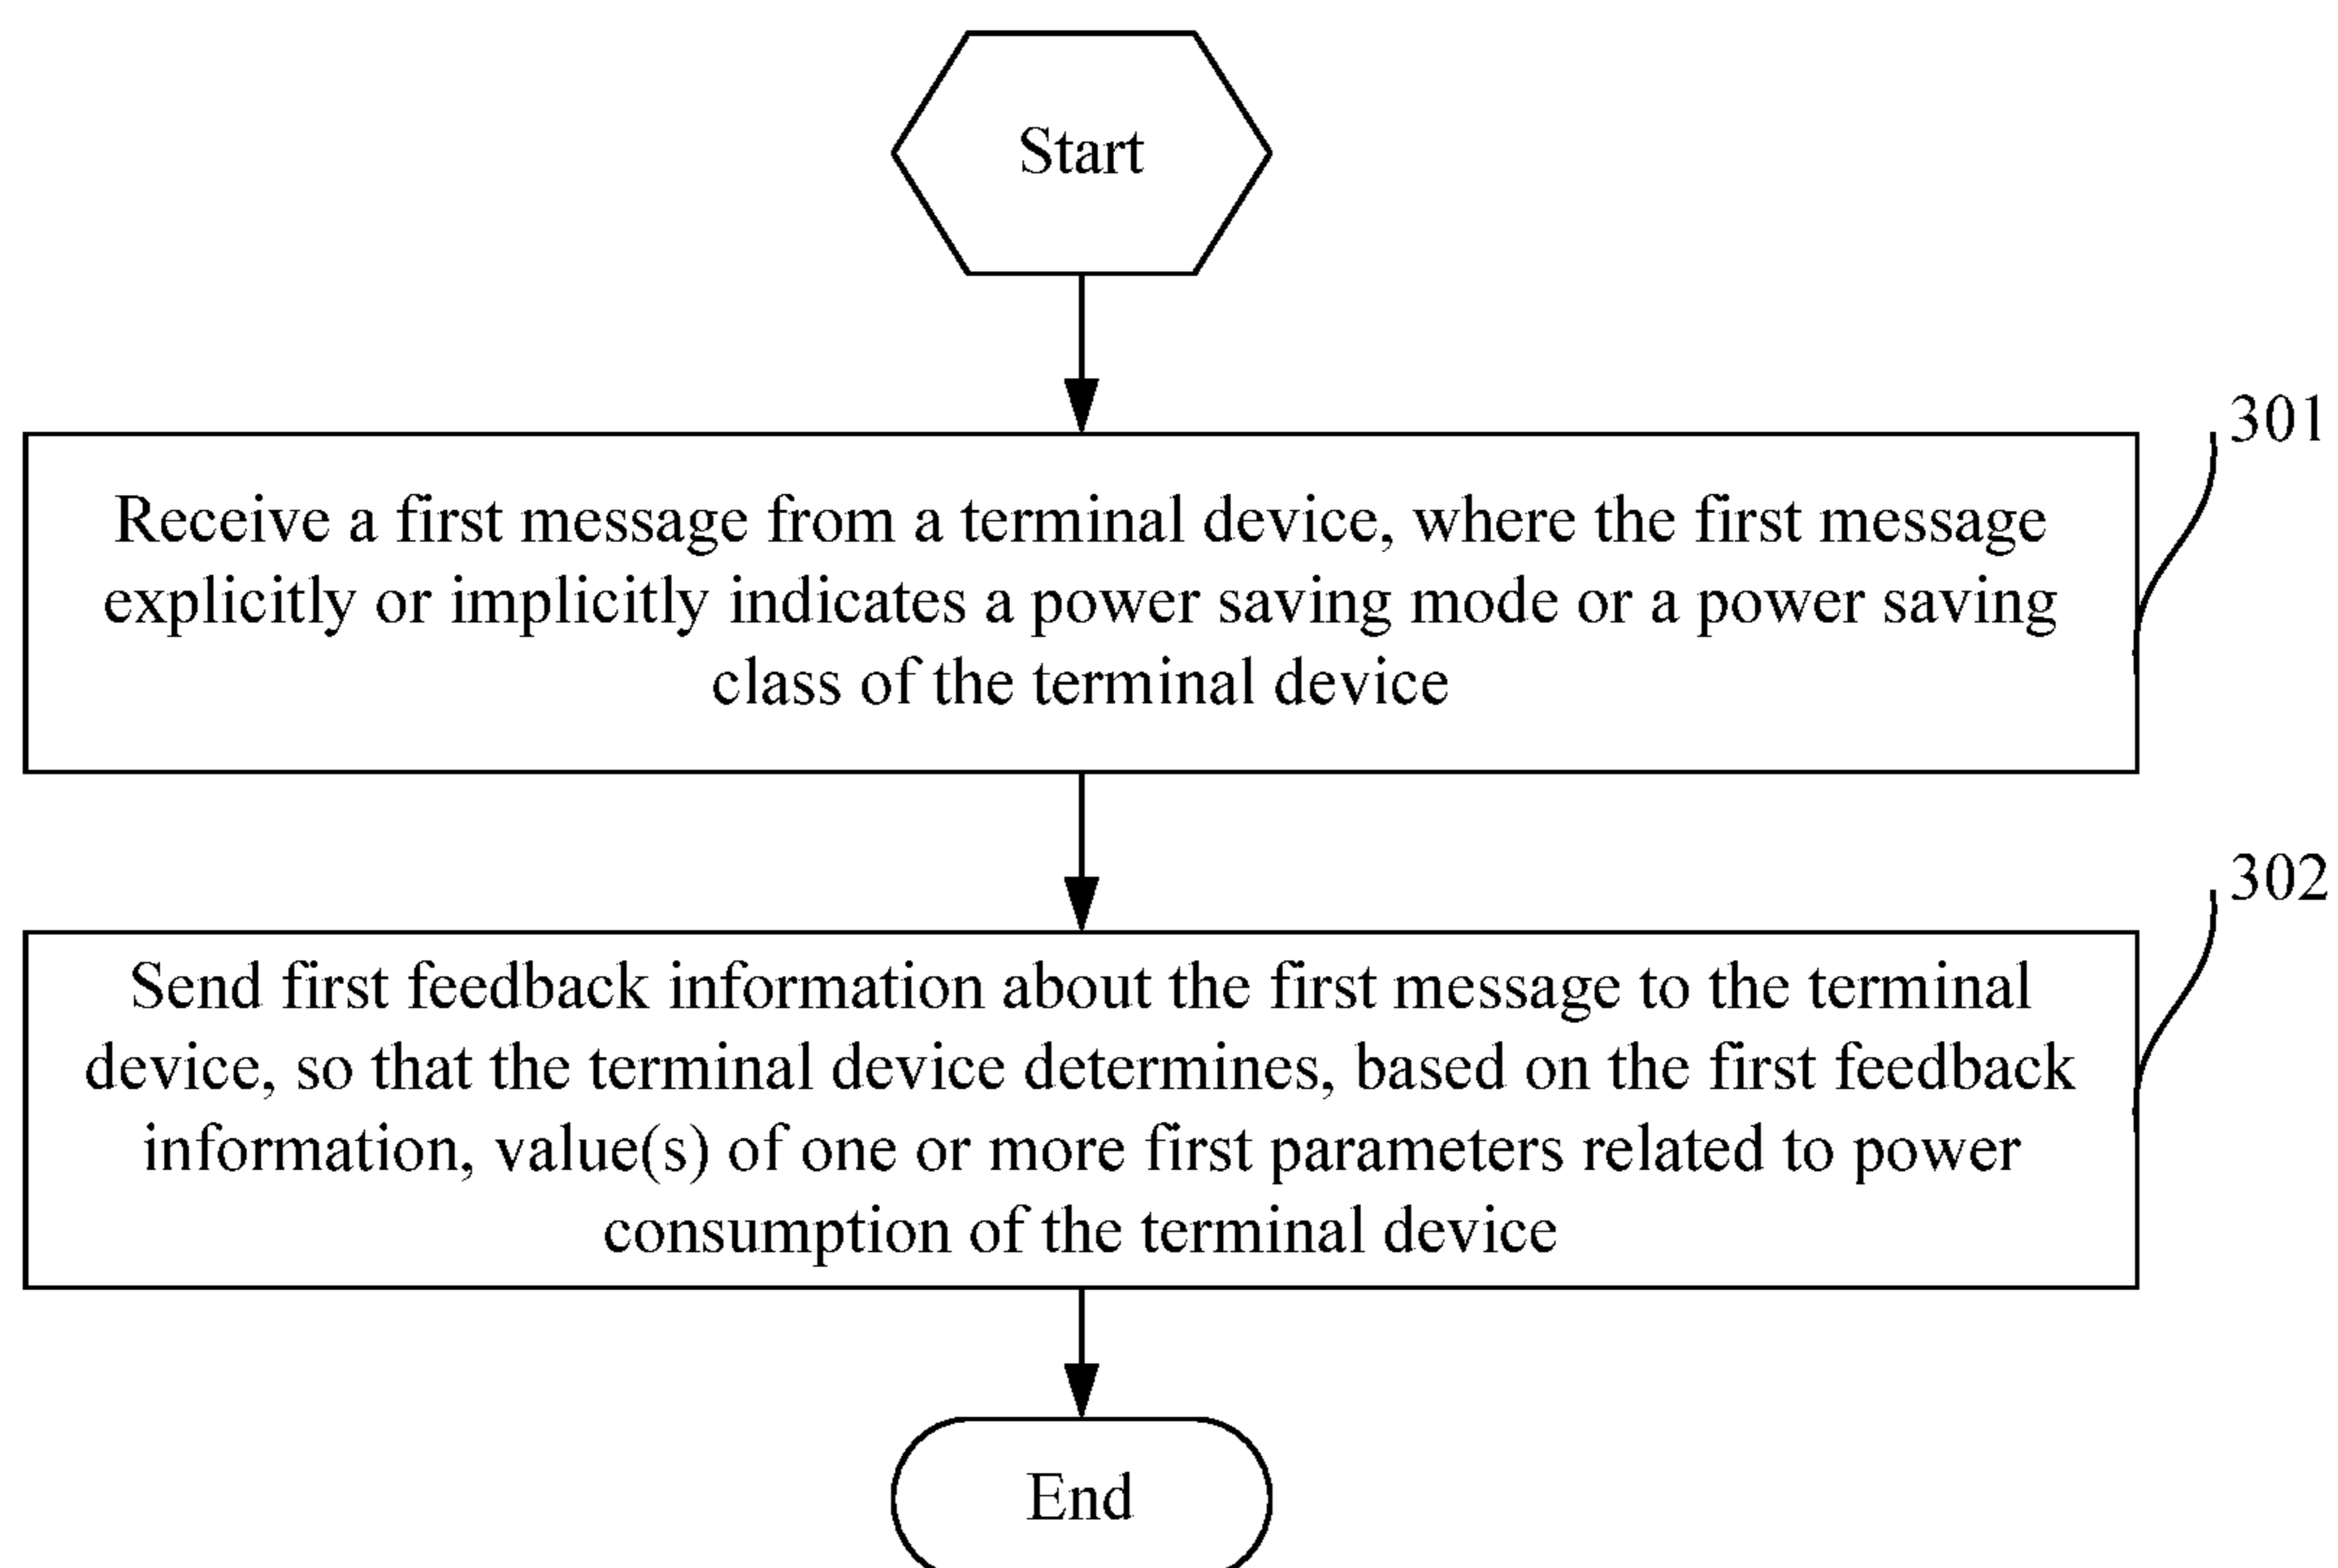 Start
301
Receive a first message from a terminal device, where the first message
explicitly or implicitly indicates a power saving mode or a power saving
class of the terminal device
302
Send first feedback information about the first message to the terminal
device, so that the terminal device determines, based on the first feedback
information, value(s) of one or more first parameters related to power
consumption of the terminal device
End